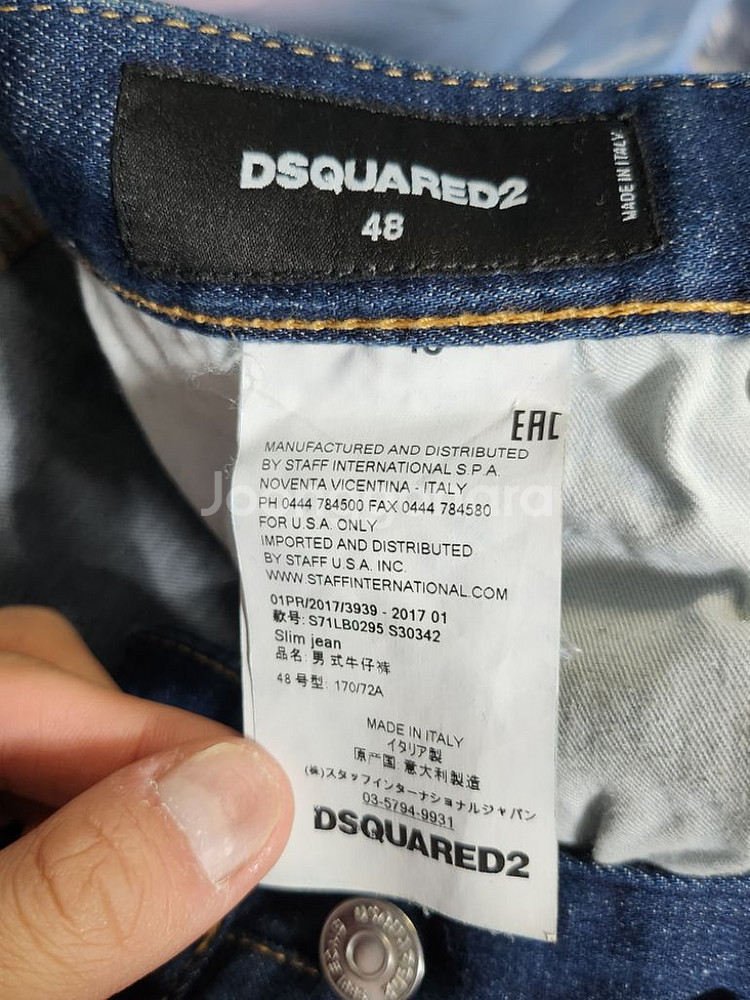 DSQUARED2
48
MADE IN ITALY
EAC
MANUFACTURED AND DISTRIBUTED
BY STAFF INTERNATIONAL S.P.A.
NOVENTA VICENTINA - ITALY
PH 0444 784500 FAX 0444 784580
FOR U.S.A. ONLY
IMPORTED AND DISTRIBUTED
BY STAFF U.S.A. INC.
WWW.STAFFINTERNATIONAL.COM
01PR/2017/3939 - 2017 01
款号: S71LB0295 S30342
Slim jean
品名: 男式牛仔裤
48 号型: 170/72A
MADE IN ITALY
イタリア製
原产国: 意大利製造
(株)スタッフインターナショナルジャパン
03-5794-9931
DSQUARED2